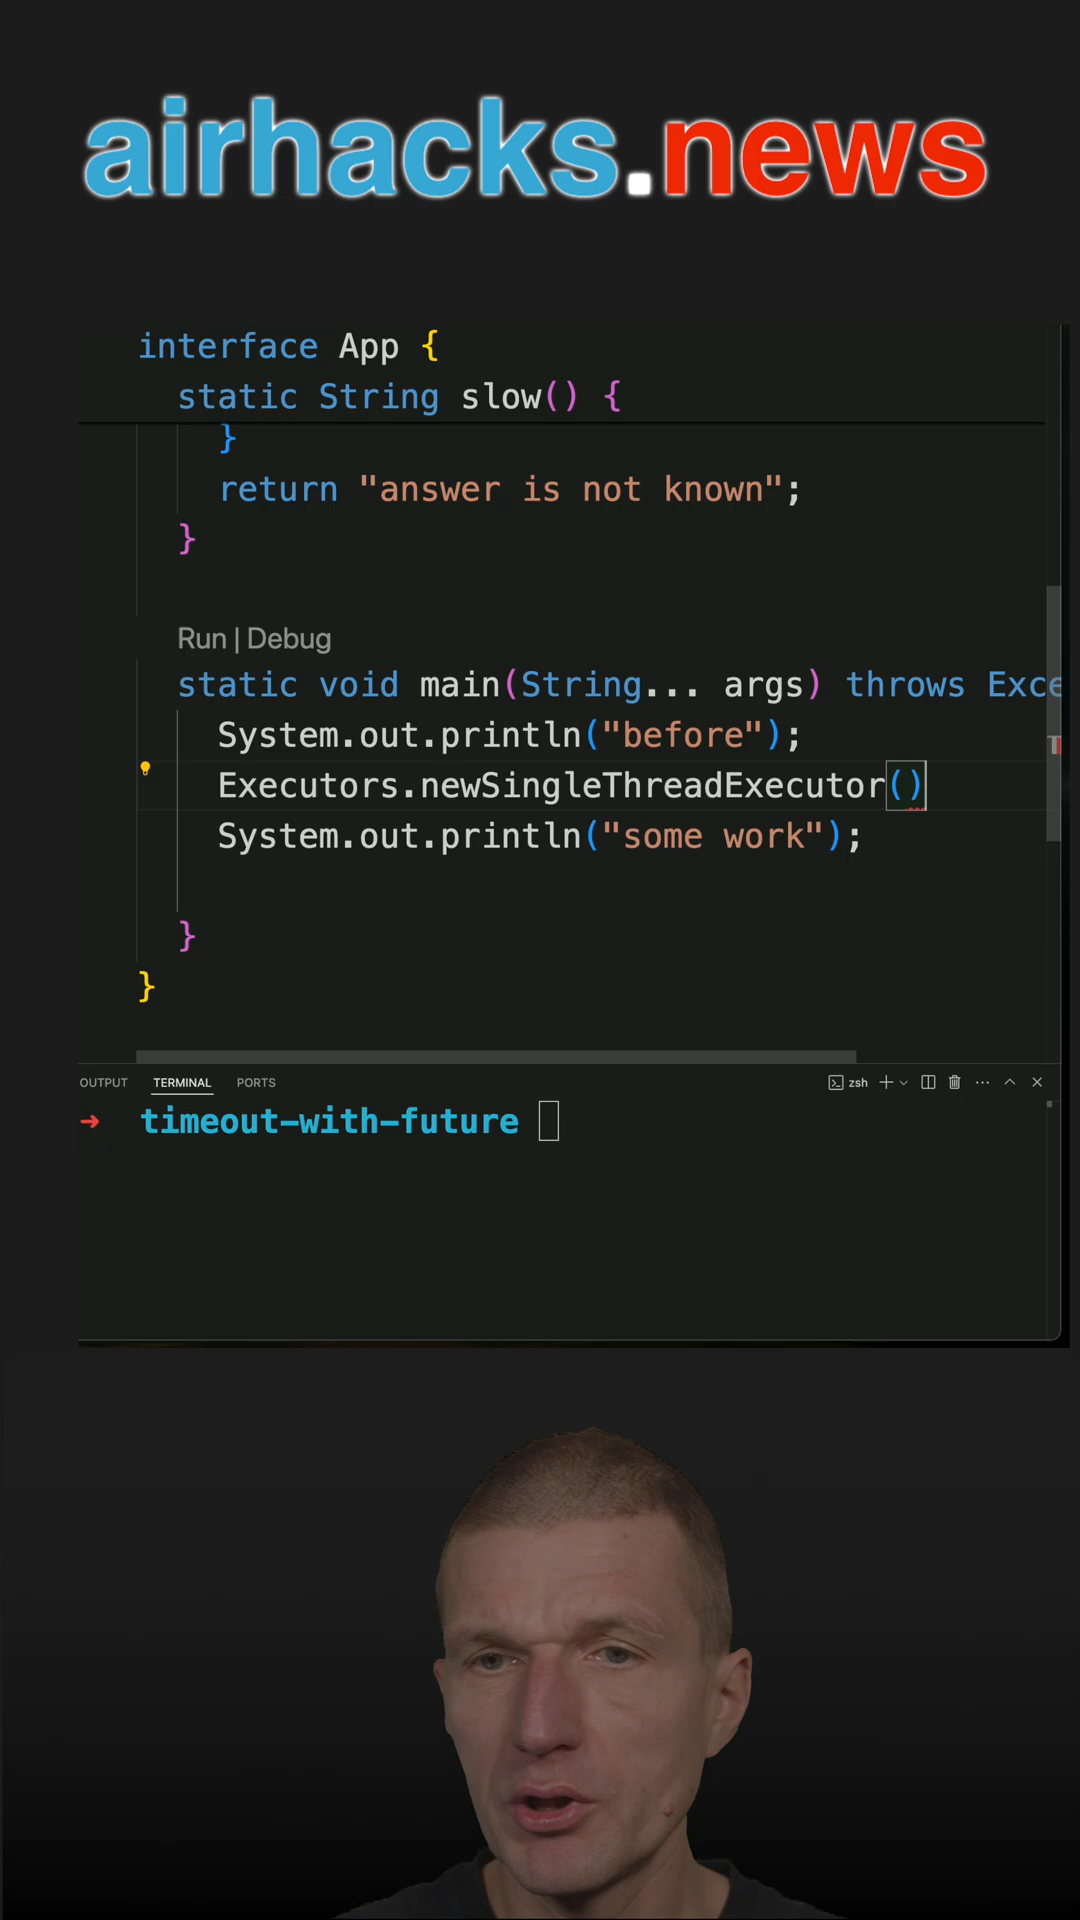 airhacks.news
interface App {
static String slow() {
}
return "answer is not known";
}
Run | Debug
static void main(String... args) throws Exce
System.out.println("before");
Executors.newSingleThreadExecutor()
System.out.println("some work");
}
}
OUTPUT TERMINAL PORTS zsh
→ timeout-with-future